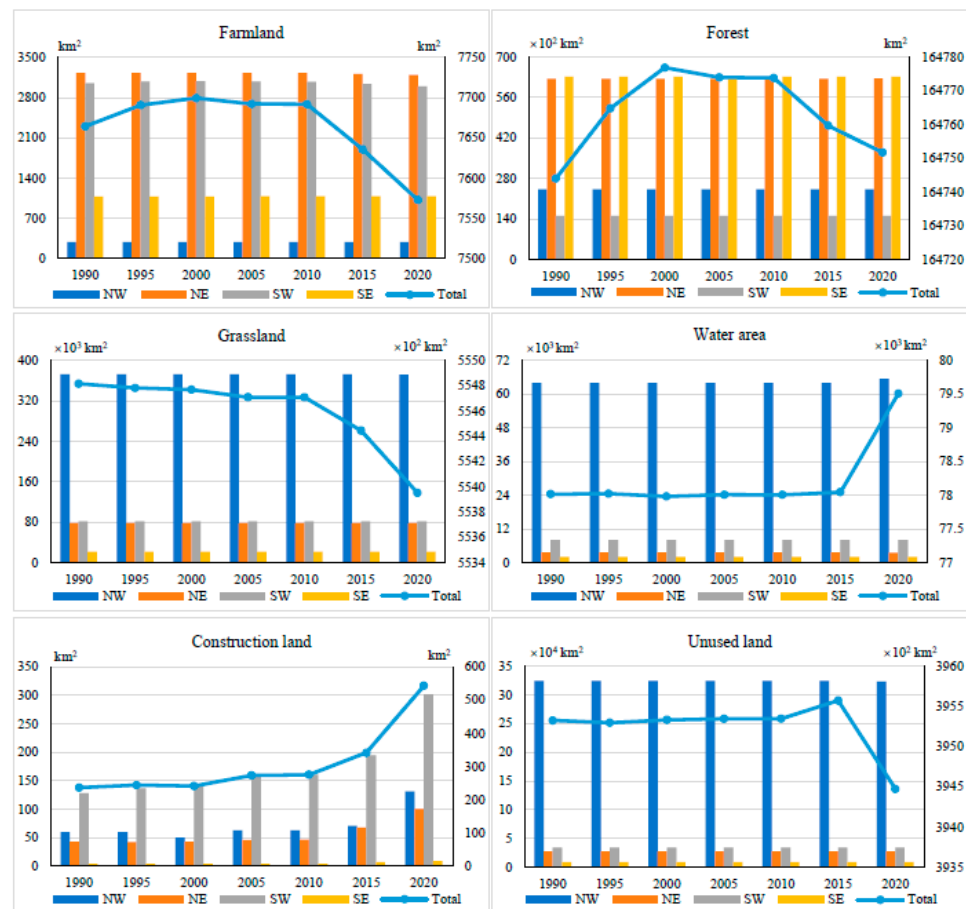 Farmland
km²
3500 2800 2100 1400 700 0
7750 7700 7650 7600 7550 7500
1990 1995 2000 2005 2010 2015 2020
NW NE SW SE Total
Forest
×10² km² km²
700 560 420 280 140 0
164780 164770 164760 164750 164740 164730 164720
1990 1995 2000 2005 2010 2015 2020
NW NE SW SE Total
Grassland
×10³ km² ×10² km²
400 320 240 160 80 0
5550 5548 5546 5544 5542 5540 5538 5536 5534
1990 1995 2000 2005 2010 2015 2020
NW NE SW SE Total
Water area
×10³ km² ×10³ km²
72 60 48 36 24 12 0
80 79.5 79 78.5 78 77.5 77
1990 1995 2000 2005 2010 2015 2020
NW NE SW SE Total
Construction land
km² km²
350 300 250 200 150 100 50 0
600 500 400 300 200 100 0
1990 1995 2000 2005 2010 2015 2020
NW NE SW SE Total
Unused land
×10⁴ km² ×10² km²
35 30 25 20 15 10 5 0
3960 3955 3950 3945 3940 3935
1990 1995 2000 2005 2010 2015 2020
NW NE SW SE Total